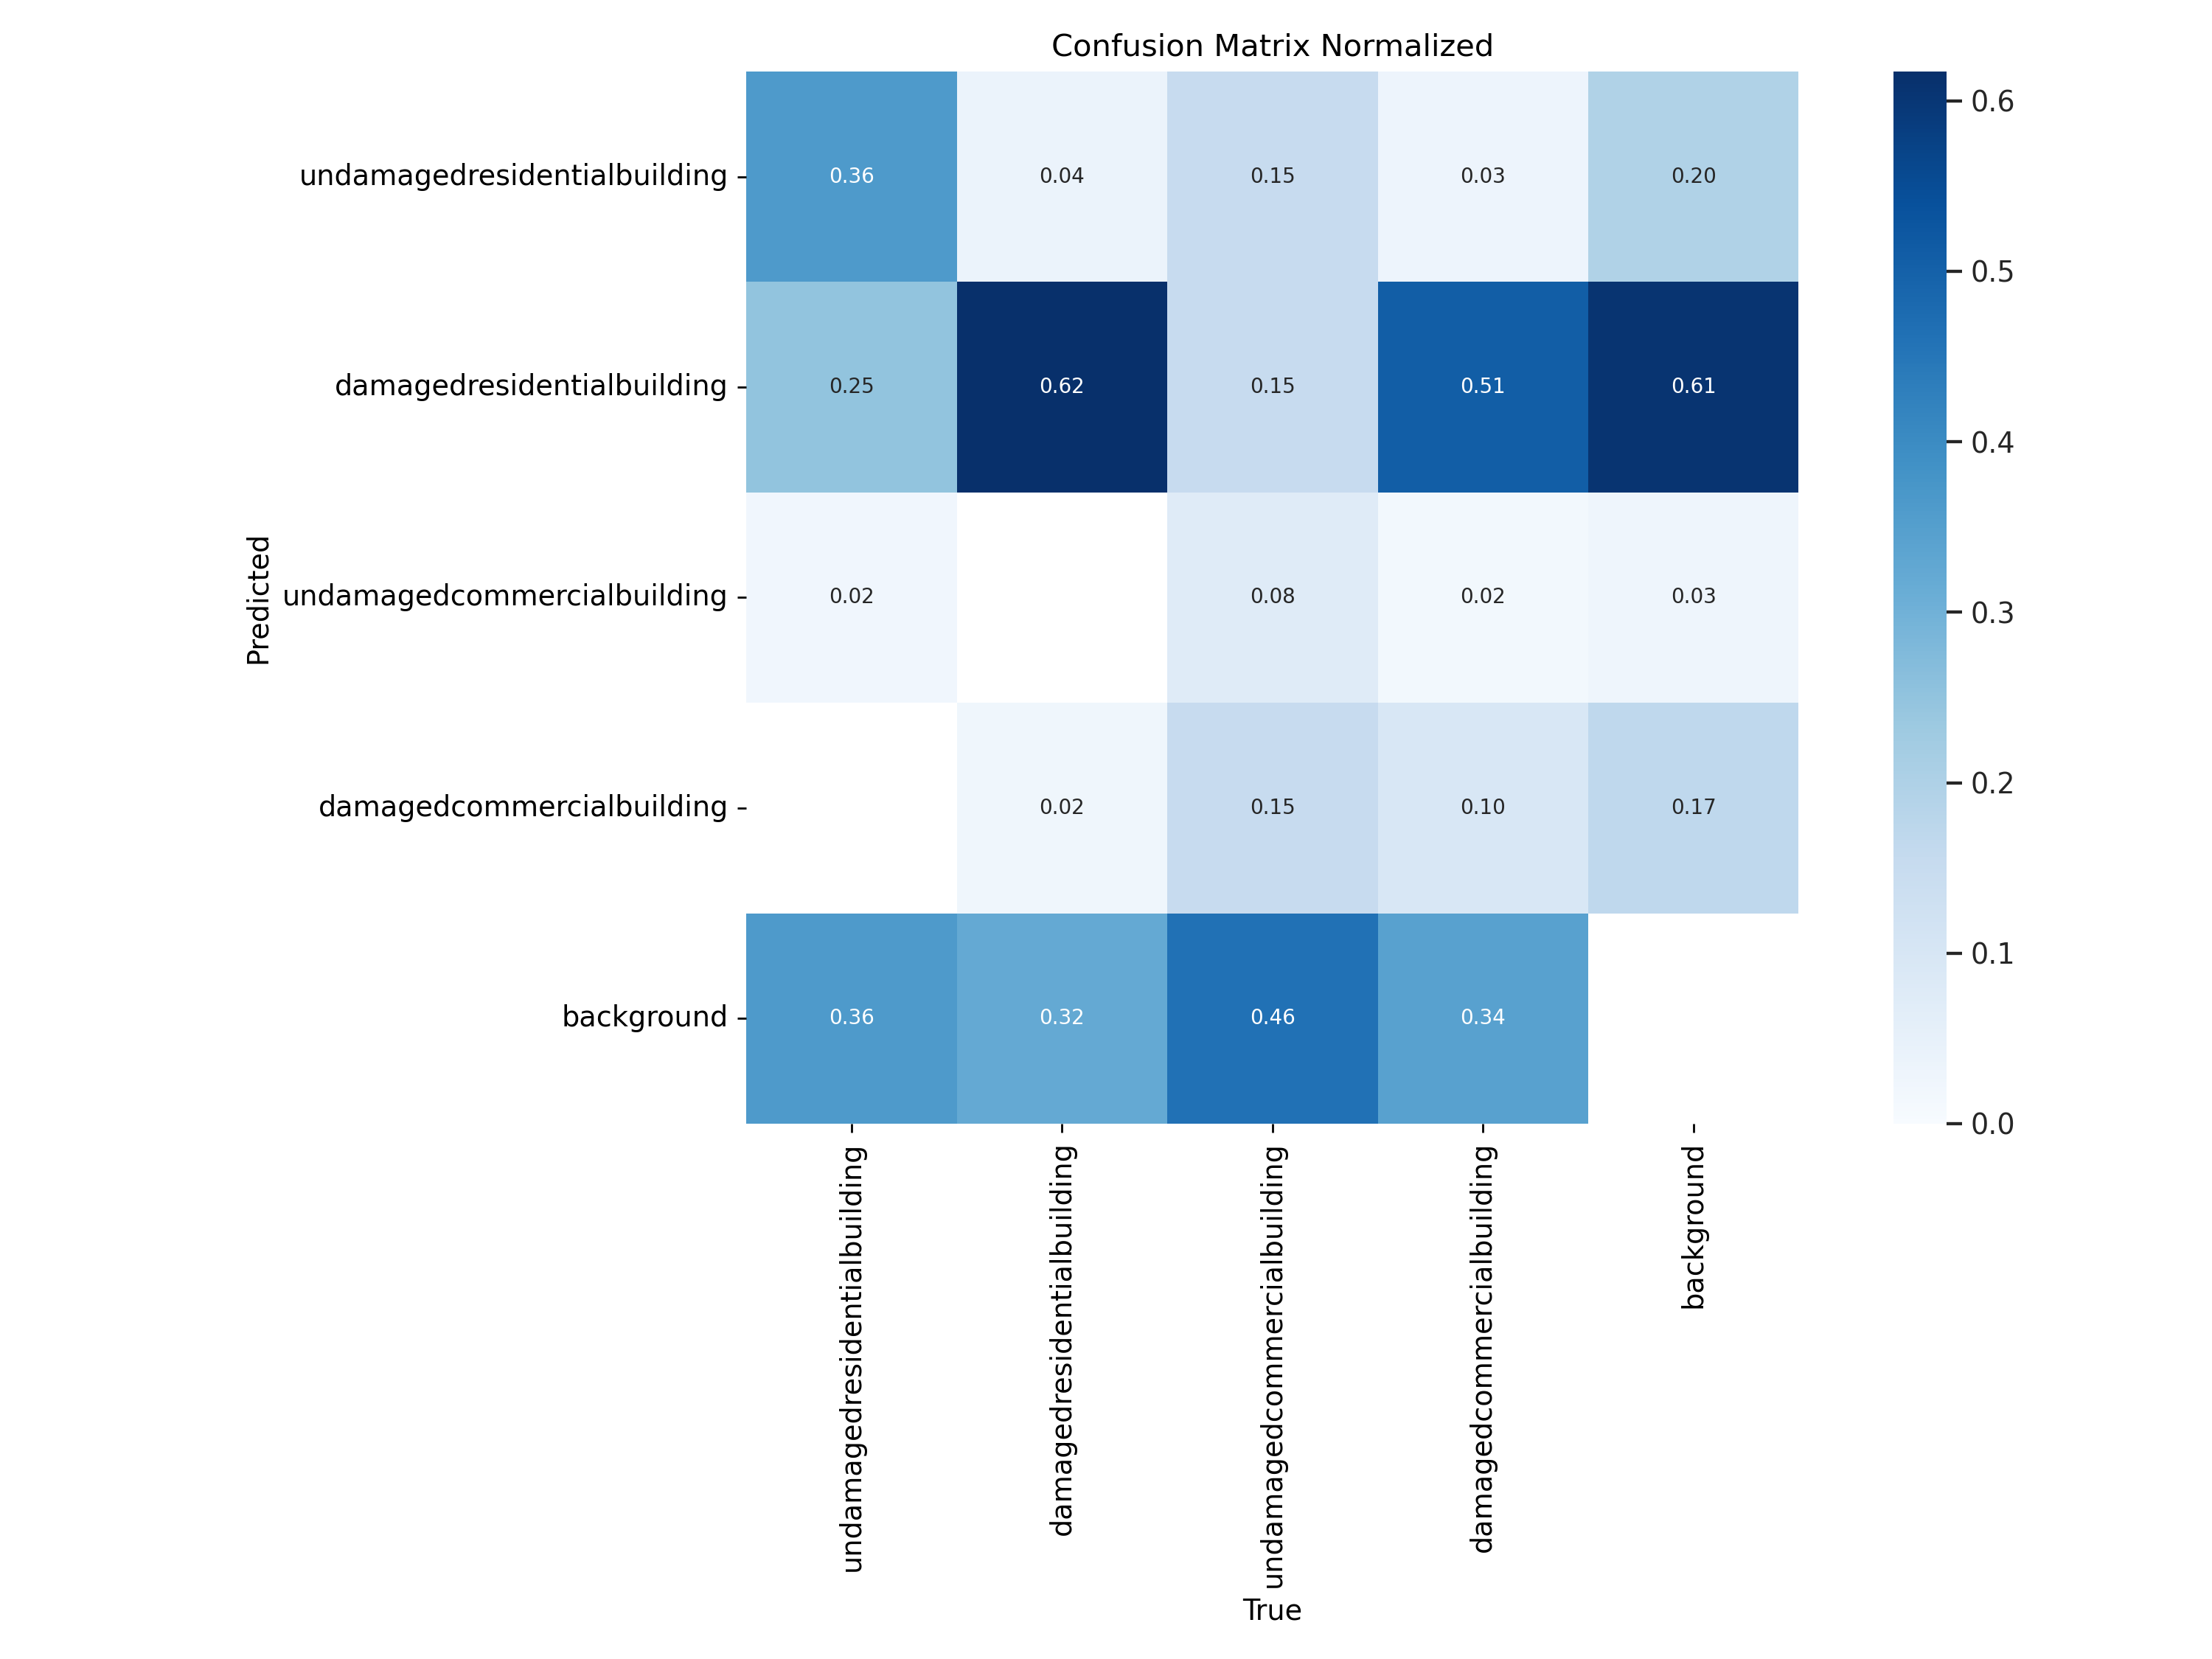 Confusion Matrix Normalized
Predicted
undamagedresidentialbuilding 0.36 0.04 0.15 0.03 0.20
damagedresidentialbuilding 0.25 0.62 0.15 0.51 0.61
undamagedcommercialbuilding 0.02 0.08 0.02 0.03
damagedcommercialbuilding 0.02 0.15 0.10 0.17
background 0.36 0.32 0.46 0.34
undamagedresidentialbuilding
damagedresidentialbuilding
undamagedcommercialbuilding
damagedcommercialbuilding
background
True
0.6
0.5
0.4
0.3
0.2
0.1
0.0